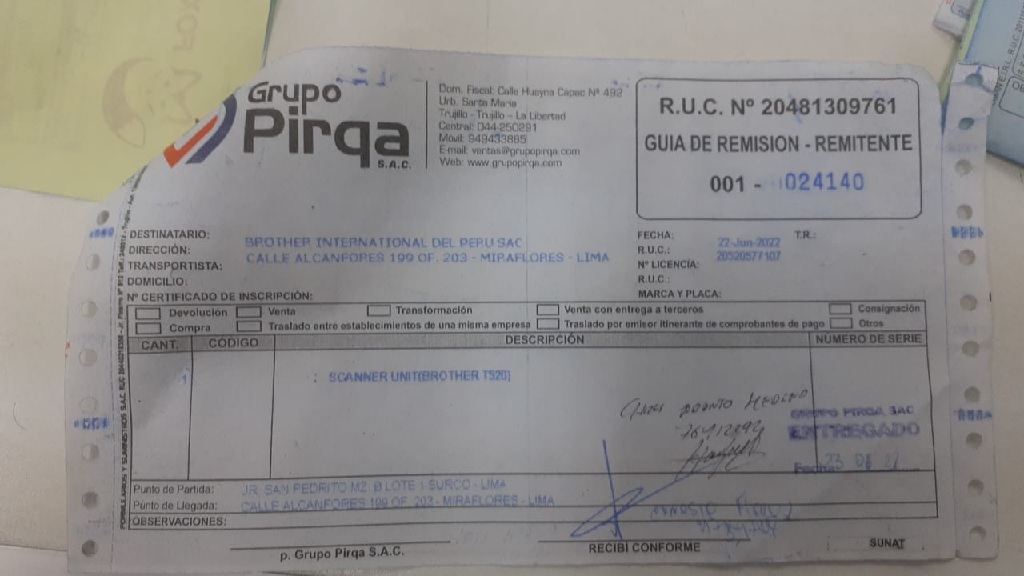 Grupo
Pirqa
S.A.C.
Dom. Fiscal: Calle Huayna Capac Nº 492
Urb. Santa Maria
Trujillo - Trujillo - La Libertad
Central: 044-250291
Móvil: 949433885
E-mail: ventas@grupopirqa.com
Web: www.grupopirqa.com
R.U.C. Nº 20481309761
GUIA DE REMISION - REMITENTE
001 - 024140
DESTINATARIO: BROTHER INTERNATIONAL DEL PERU SAC
DIRECCIÓN: CALLE ALCANFORES 199 OF. 203 - MIRAFLORES - LIMA
TRANSPORTISTA:
DOMICILIO:
Nº CERTIFICADO DE INSCRIPCIÓN:
FECHA: 22-Jun-2022 T.R.:
R.U.C.: 20520577107
Nº LICENCÍA:
R.U.C.:
MARCA Y PLACA:
Devolucion Venta Transformación Venta con entrega a terceros Consignación
Compra Traslado entre establecimientos de una misma empresa Traslado por emisor itinerante de comprobantes de pago Otros
CANT. CÓDIGO DESCRIPCIÓN NÚMERO DE SERIE
1 : SCANNER UNIT(BROTHER T520)
GRUPO PIRQA SAC
ENTREGADO
Fecha
Punto de Partida: JR. SAN PEDRITO MZ. B LOTE 1 SURCO - LIMA
Punto de Llegada: CALLE ALCANFORES 199 OF. 203 - MIRAFLORES - LIMA
OBSERVACIONES:
p. Grupo Pirqa S.A.C.
RECIBI CONFORME
SUNAT